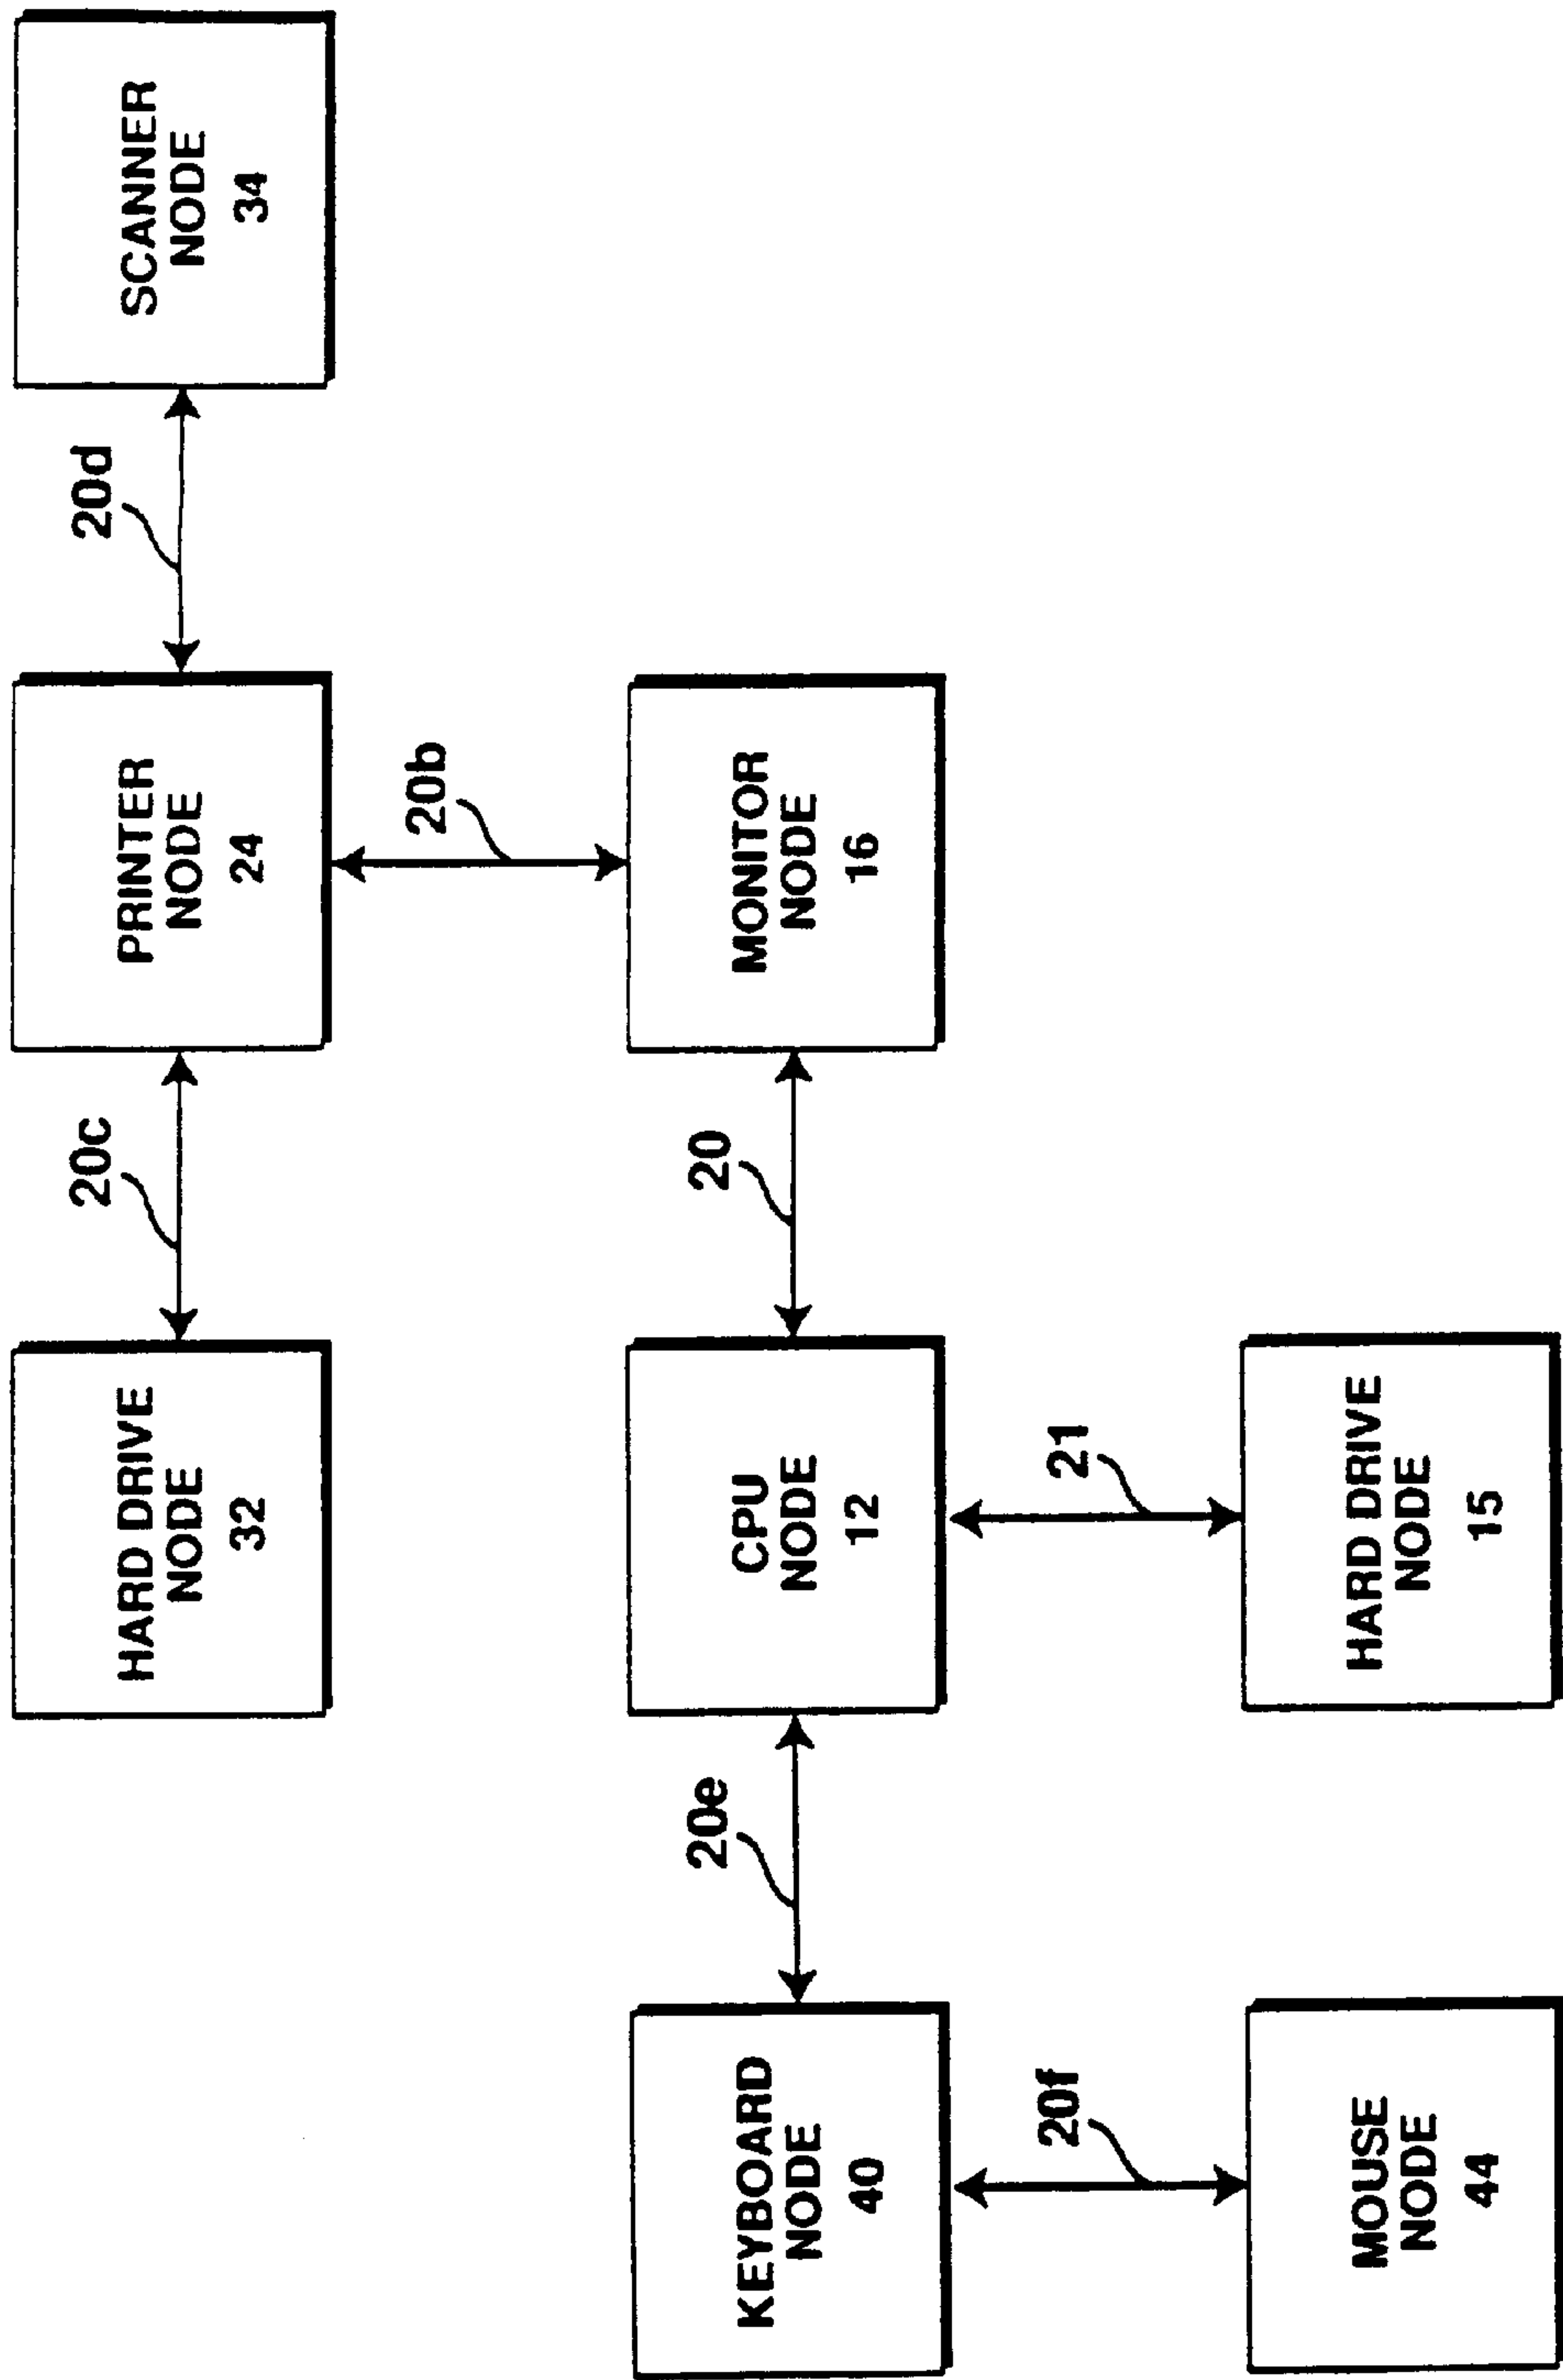 HARD DRIVE
NODE
32
20c
PRINTER
NODE
24
20d
SCANNER
NODE
34
20b
KEYBOARD
NODE
40
20e
CPU
NODE
12
20
MONITOR
NODE
16
20f
21
MOUSE
NODE
44
HARD DRIVE
NODE
15